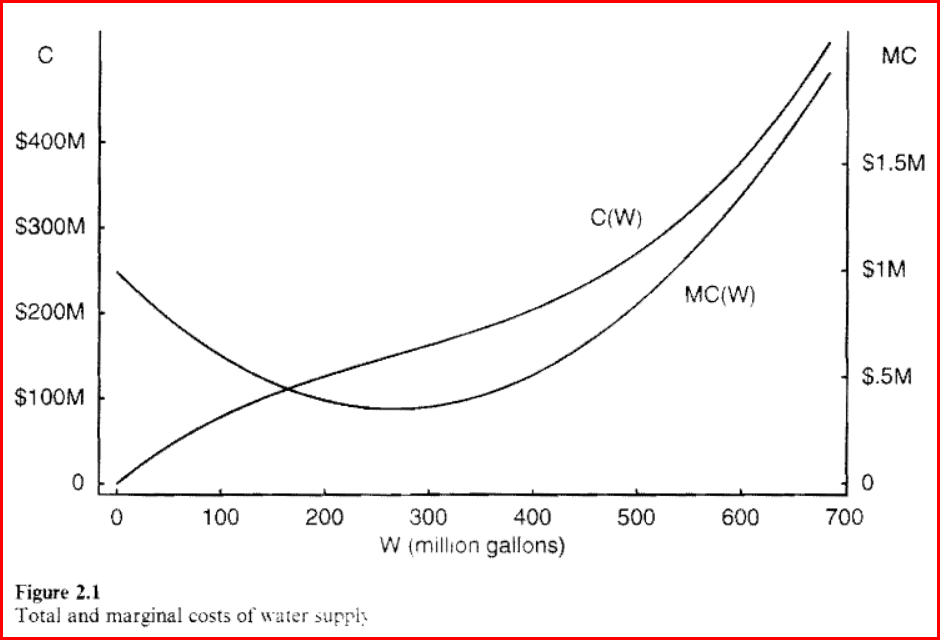 C
MC
$400M
$1.5M
$300M
C(W)
$1M
MC(W)
$200M
$.5M
$100M
0
0
0 100 200 300 400 500 600 700
W (million gallons)
Figure 2.1
Total and marginal costs of water supply